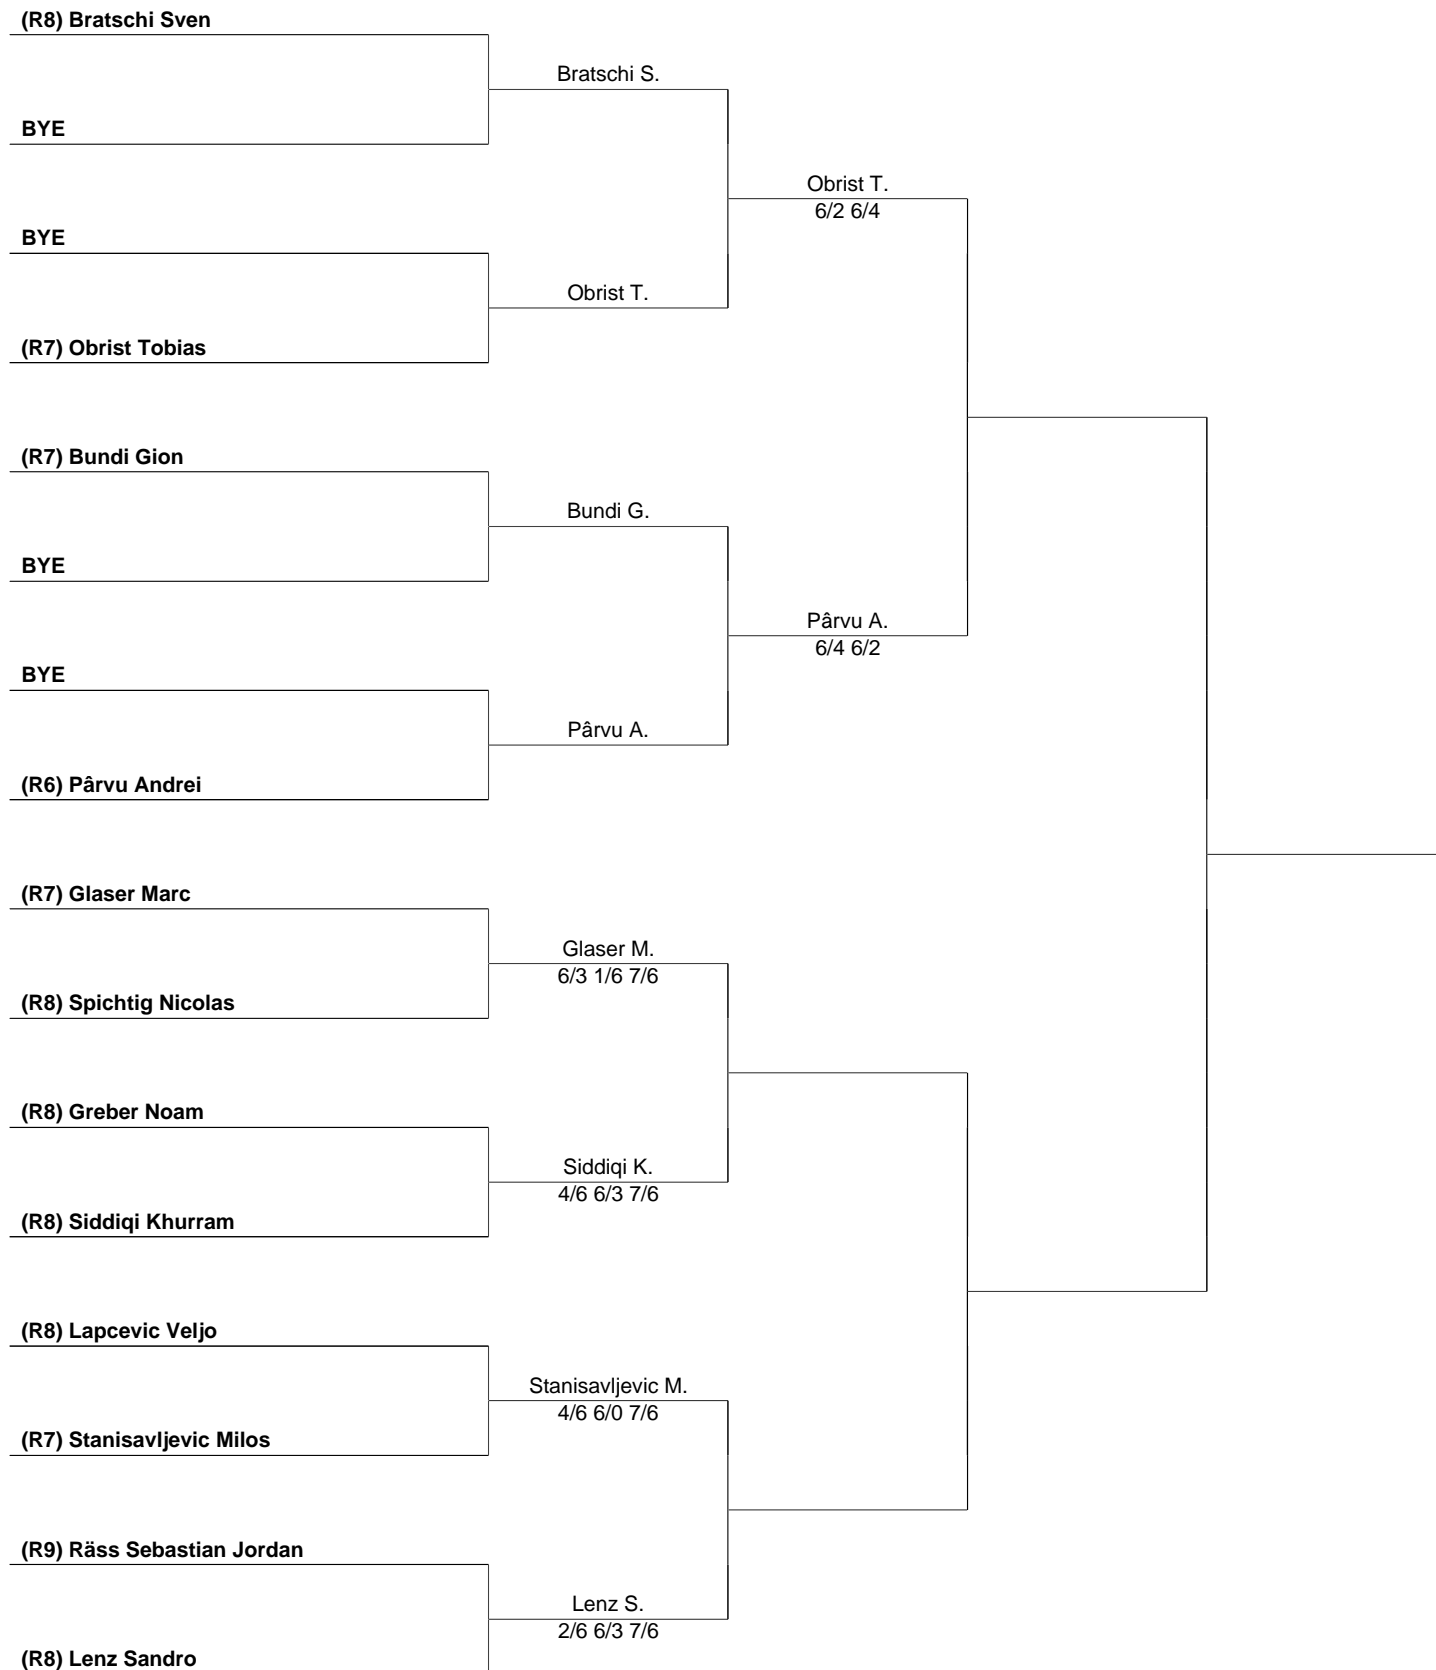 (R8) Bratschi Sven
Bratschi S.
BYE
Obrist T.
6/2 6/4
BYE
Obrist T.
(R7) Obrist Tobias
(R7) Bundi Gion
Bundi G.
BYE
Pârvu A.
6/4 6/2
BYE
Pârvu A.
(R6) Pârvu Andrei
(R7) Glaser Marc
Glaser M.
6/3 1/6 7/6
(R8) Spichtig Nicolas
(R8) Greber Noam
Siddiqi K.
4/6 6/3 7/6
(R8) Siddiqi Khurram
(R8) Lapcevic Veljo
Stanisavljevic M.
4/6 6/0 7/6
(R7) Stanisavljevic Milos
(R9) Räss Sebastian Jordan
Lenz S.
2/6 6/3 7/6
(R8) Lenz Sandro